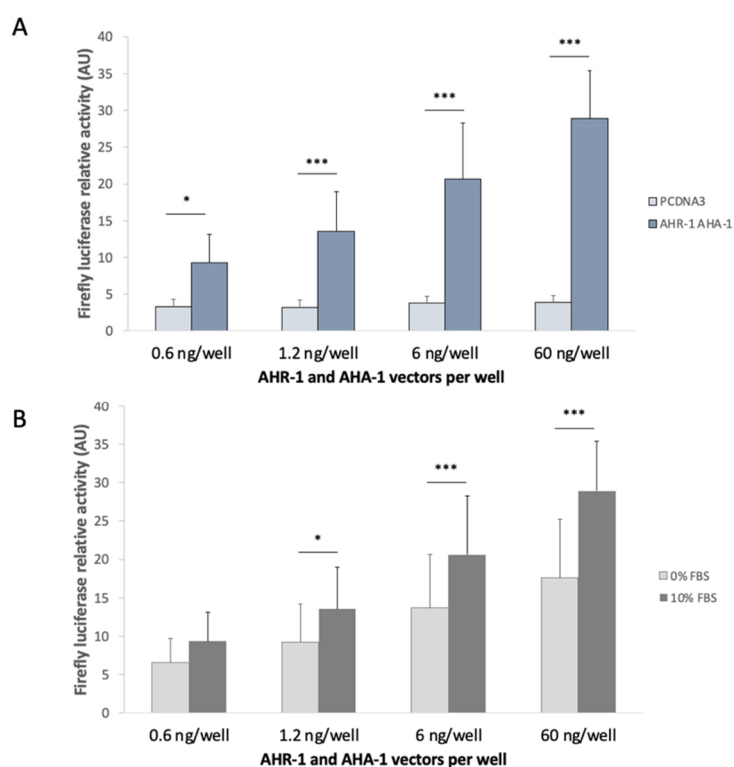 A
Firefly luciferase relative activity (AU)
40
35
30
25
20
15
10
5
0
*
***
***
***
PCDNA3
AHR-1 AHA-1
0.6 ng/well 1.2 ng/well 6 ng/well 60 ng/well
AHR-1 and AHA-1 vectors per well
B
Firefly luciferase relative activity (AU)
40
35
30
25
20
15
10
5
0
*
***
***
0% FBS
10% FBS
0.6 ng/well 1.2 ng/well 6 ng/well 60 ng/well
AHR-1 and AHA-1 vectors per well